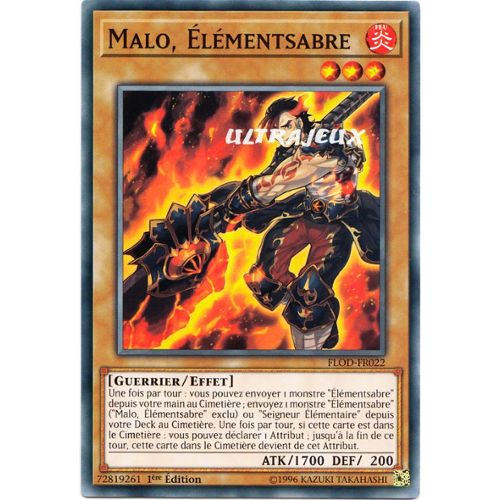 MALO, ÉLÉMENTSABRE
FEU
炎
ULTRAJEUX
FLOD-FR022
[GUERRIER/EFFET]
Une fois par tour : vous pouvez envoyer 1 monstre "Élémentsabre"
depuis votre main au Cimetière ; envoyez 1 monstre "Élémentsabre"
("Malo, Élémentsabre" exclu) ou "Seigneur Élémentaire" depuis
votre Deck au Cimetière. Une fois par tour, si cette carte est dans
le Cimetière : vous pouvez déclarer 1 Attribut ; jusqu'à la fin de ce
tour, cette carte dans le Cimetière devient de cet Attribut.
ATK/1700 DEF/ 200
72819261 1ère Édition ©1996 KAZUKI TAKAHASHI